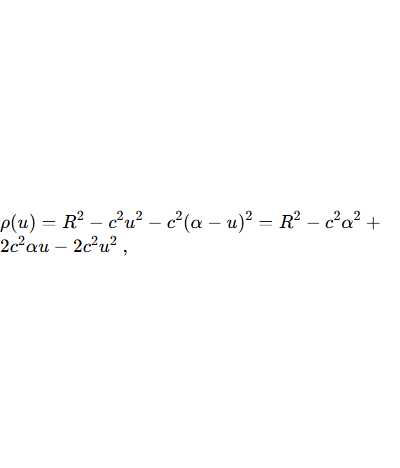 ρ(u) = R² − c²u² − c²(α − u)² = R² − c²α² +
2c²αu − 2c²u² ,